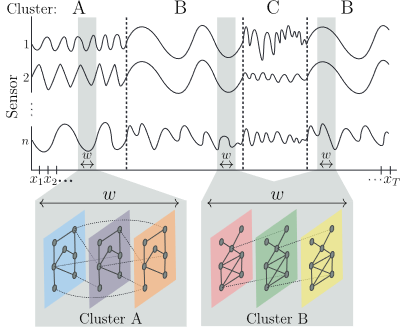 Cluster: A B C B
Sensor
1
2
⋮
n
w w w
x1 x2 ... ... xT
w w
Cluster A Cluster B